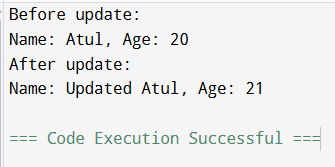 Before update:
Name: Atul, Age: 20
After update:
Name: Updated Atul, Age: 21
=== Code Execution Successful ===